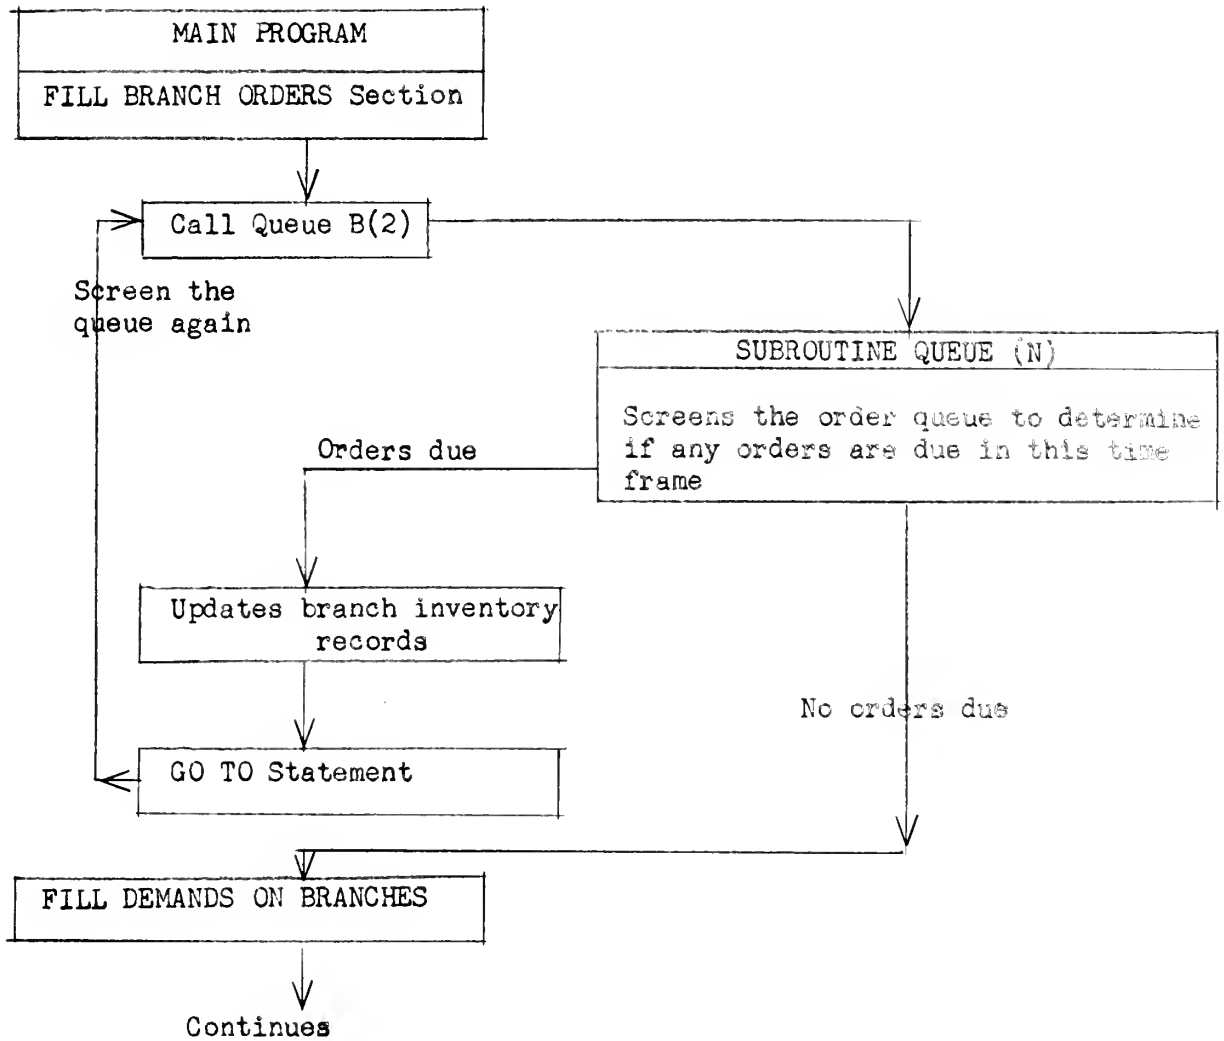 MAIN PROGRAM
FILL BRANCH ORDERS Section
Call Queue B(2)
Screen the
queue again
SUBROUTINE QUEUE (N)
Screens the order queue to determine
if any orders are due in this time
frame
Orders due
Updates branch inventory
records
No orders due
GO TO Statement
FILL DEMANDS ON BRANCHES
Continues